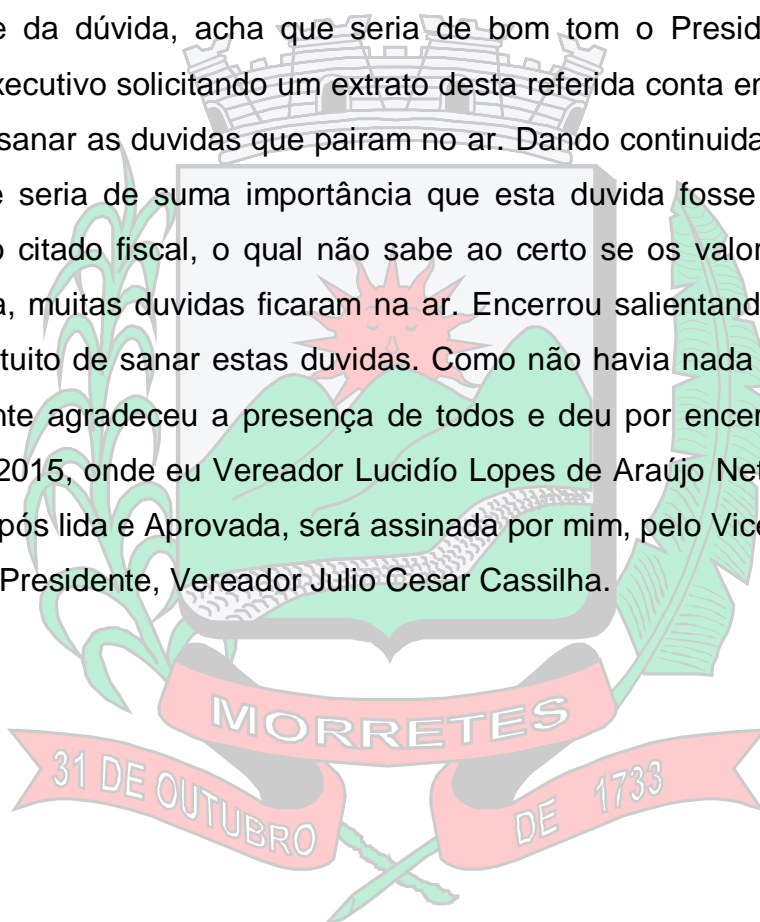 e da dúvida, acha que seria de bom tom o Presid
xecutivo solicitando um extrato desta referida conta e
sanar as duvidas que pairam no ar. Dando continuida
e seria de suma importância que esta duvida fosse
o citado fiscal, o qual não sabe ao certo se os valor
a, muitas duvidas ficaram na ar. Encerrou salientand
tuito de sanar estas duvidas. Como não havia nada
nte agradeceu a presença de todos e deu por encer
2015, onde eu Vereador Lucidío Lopes de Araújo Net
pós lida e Aprovada, será assinada por mim, pelo Vice
Presidente, Vereador Julio Cesar Cassilha.
MORRETES
31 DE OUTUBRO DE 1733